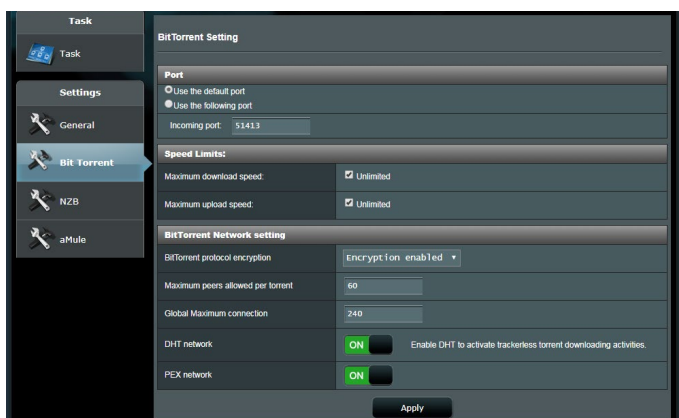 Task
Task
Settings
General
Bit Torrent
NZB
aMule
BitTorrent Setting
Port
Use the default port
Use the following port
Incoming port: 51413
Speed Limits:
Maximum download speed: Unlimited
Maximum upload speed: Unlimited
BitTorrent Network setting
BitTorrent protocol encryption Encryption enabled
Maximum peers allowed per torrent 60
Global Maximum connection 240
DHT network ON Enable DHT to activate trackerless torrent downloading activities.
PEX network ON
Apply